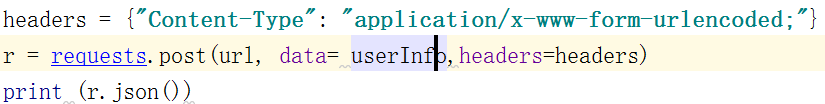 headers = {"Content-Type": "application/x-www-form-urlencoded;"}
r = requests.post(url, data= userInfo,headers=headers)
print (r.json())